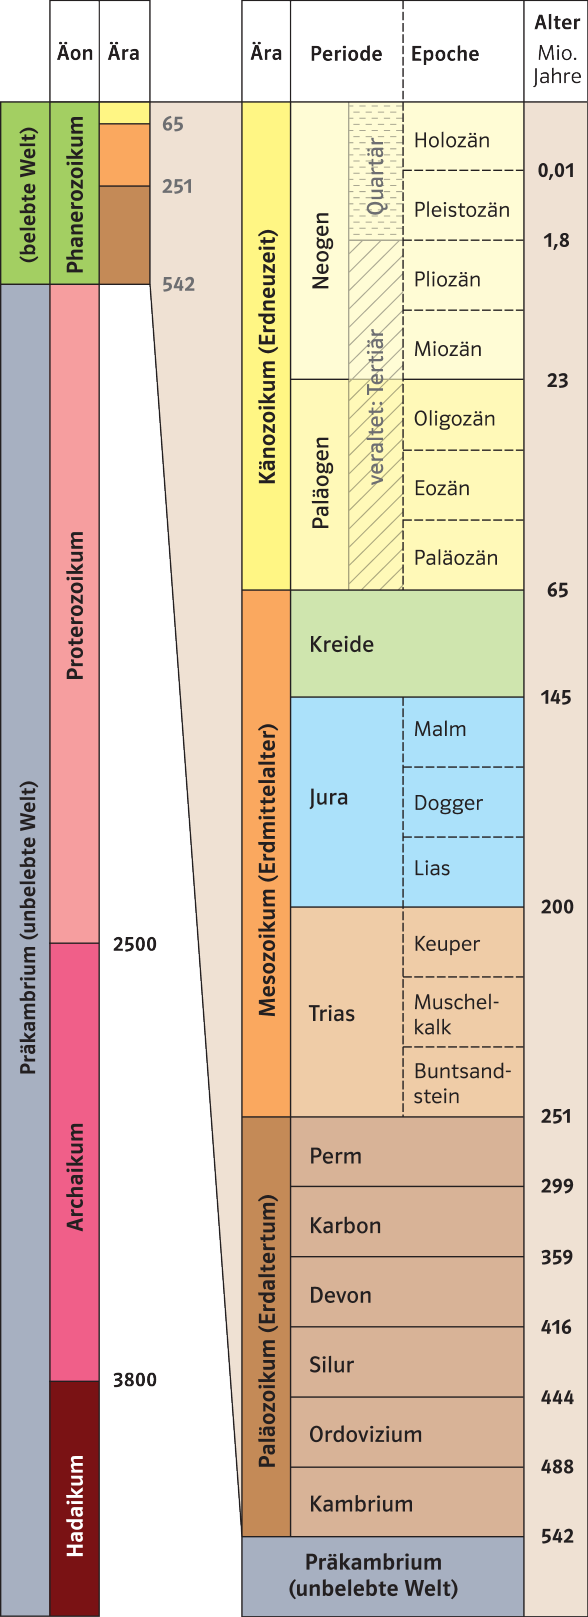 Äon
Ära
Ära
Periode
Epoche
Alter
Mio.
Jahre
(belebte Welt)
Phanerozoikum
65
251
542
Präkambrium (unbelebte Welt)
Proterozoikum
2500
Archaikum
3800
Hadaikum
Känozoikum (Erdneuzeit)
Neogen
Quartär
veraltet: Tertiär
Holozän
0,01
Pleistozän
1,8
Pliozän
Miozän
23
Paläogen
Oligozän
Eozän
Paläozän
65
Mesozoikum (Erdmittelalter)
Kreide
145
Jura
Malm
Dogger
Lias
200
Trias
Keuper
Muschel-
kalk
Buntsand-
stein
251
Paläozoikum (Erdaltertum)
Perm
299
Karbon
359
Devon
416
Silur
444
Ordovizium
488
Kambrium
542
Präkambrium
(unbelebte Welt)